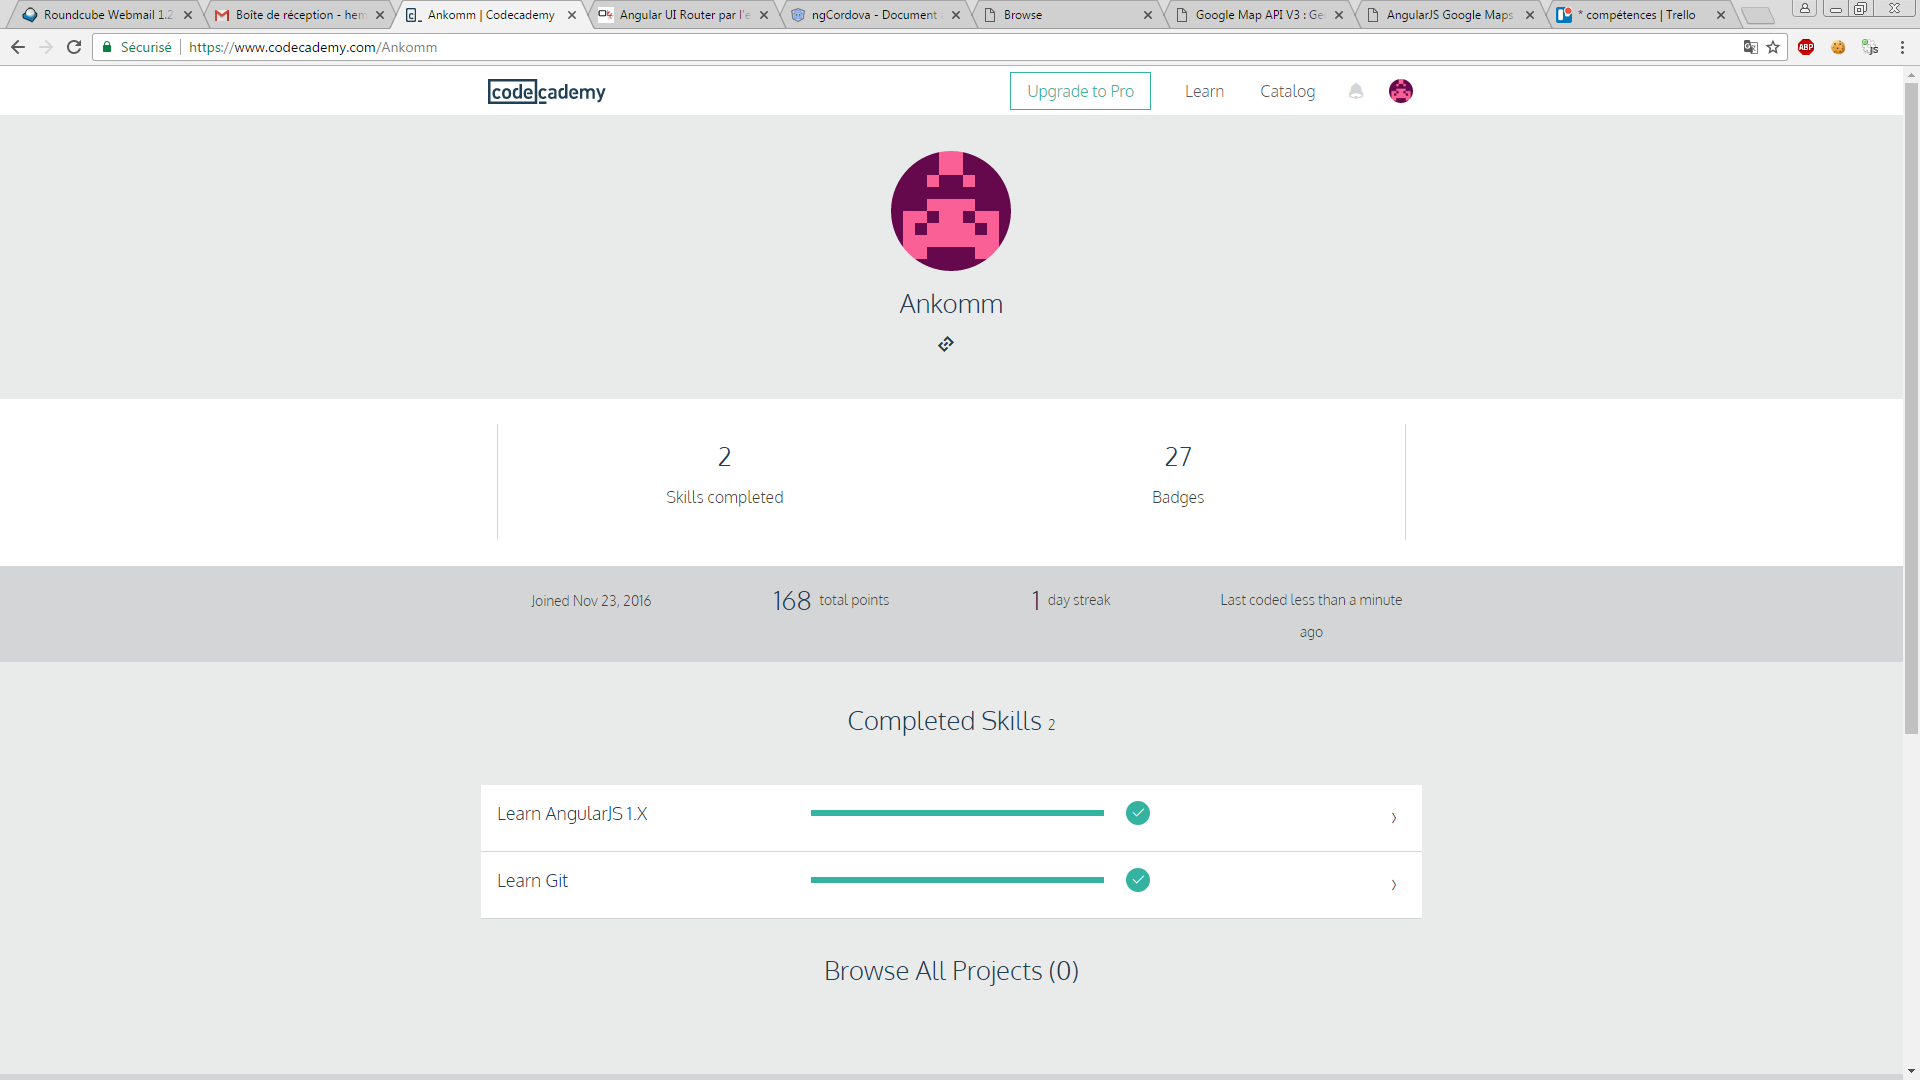 Roundcube Webmail 1.2
Boîte de réception - hem
Ankomm | Codecademy
Angular UI Router par l'e
ngCordova - Document
Browse
Google Map API V3 : Ge
AngularJS Google Maps
* compétences | Trello
Sécurisé
https://www.codecademy.com/Ankomm
ABP
js
codecademy
Upgrade to Pro
Learn
Catalog
Ankomm
2
Skills completed
27
Badges
Joined Nov 23, 2016
168 total points
1 day streak
Last coded less than a minute
ago
Completed Skills 2
Learn AngularJS 1.X
Learn Git
Browse All Projects (0)